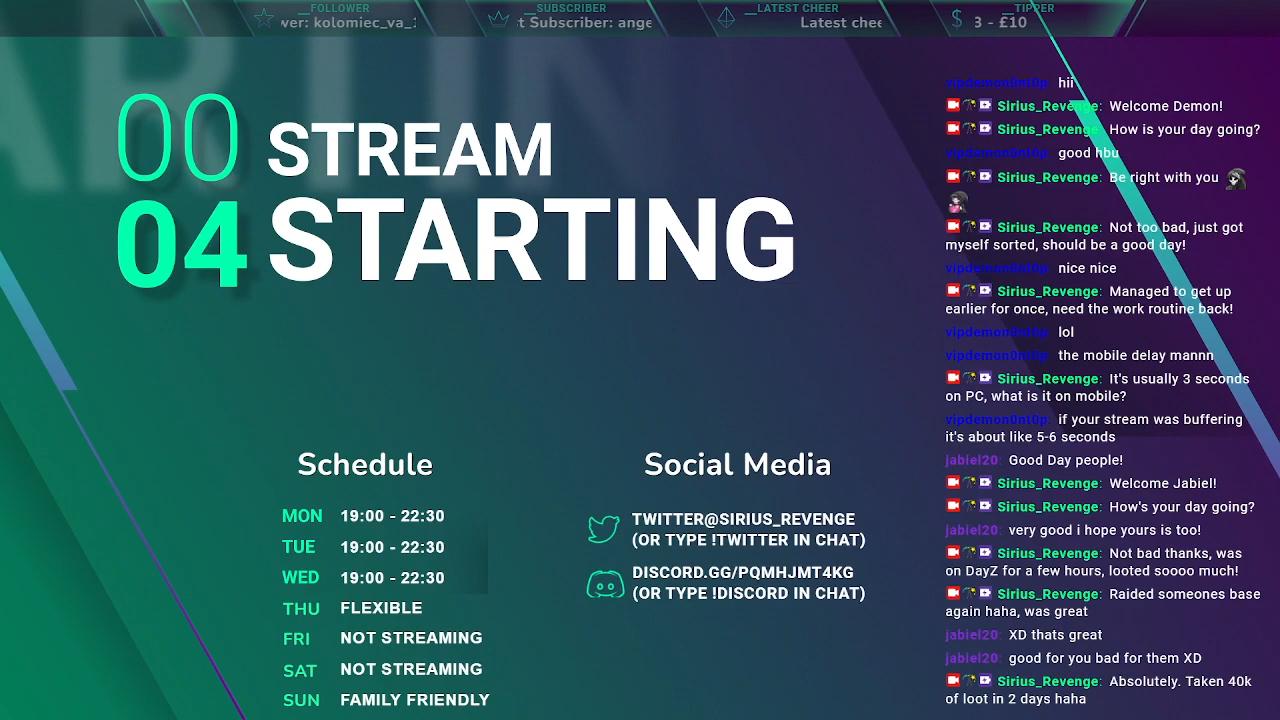 __FOLLOWER
__SUBSCRIBER
__LATEST CHEER
__TIPPER
ver: kolomiec_va_
t Subscriber: ange
Latest chee
3 - £10
ARTIN
00
04
STREAM
STARTING
Schedule
MON 19:00 - 22:30
TUE 19:00 - 22:30
WED 19:00 - 22:30
THU FLEXIBLE
FRI NOT STREAMING
SAT NOT STREAMING
SUN FAMILY FRIENDLY
Social Media
TWITTER@SIRIUS_REVENGE
(OR TYPE !TWITTER IN CHAT)
DISCORD.GG/PQMHJMT4KG
(OR TYPE !DISCORD IN CHAT)
vipdemon0nt0p: hii
Sirius_Revenge: Welcome Demon!
Sirius_Revenge: How is your day going?
vipdemon0nt0p: good hbu
Sirius_Revenge: Be right with you
Sirius_Revenge: Not too bad, just got
myself sorted, should be a good day!
vipdemon0nt0p: nice nice
Sirius_Revenge: Managed to get up
earlier for once, need the work routine back!
vipdemon0nt0p: lol
vipdemon0nt0p: the mobile delay mannn
Sirius_Revenge: It's usually 3 seconds
on PC, what is it on mobile?
vipdemon0nt0p: if your stream was buffering
it's about like 5-6 seconds
jabiel20: Good Day people!
Sirius_Revenge: Welcome Jabiel!
Sirius_Revenge: How's your day going?
jabiel20: very good i hope yours is too!
Sirius_Revenge: Not bad thanks, was
on DayZ for a few hours, looted soooo much!
Sirius_Revenge: Raided someones base
again haha, was great
jabiel20: XD thats great
jabiel20: good for you bad for them XD
Sirius_Revenge: Absolutely. Taken 40k
of loot in 2 days haha